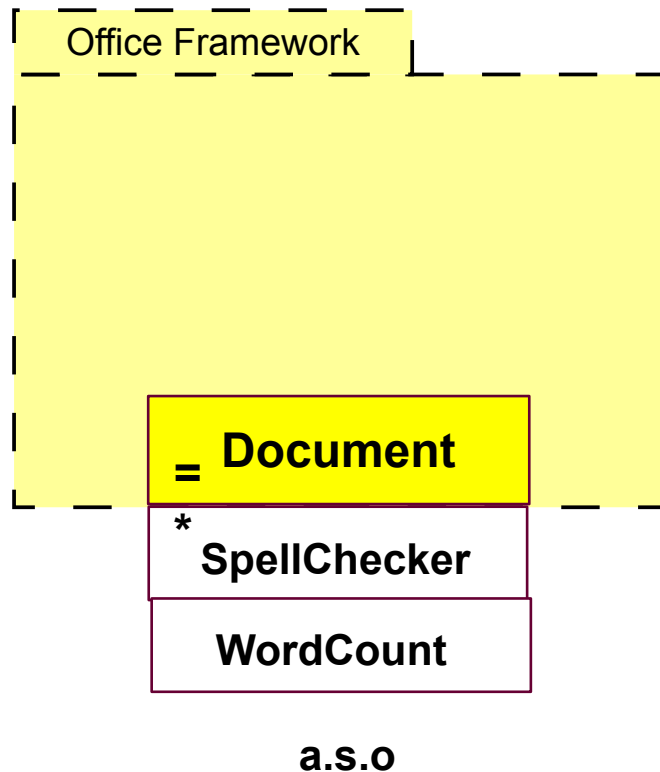 Office Framework
= Document
*
SpellChecker
WordCount
a.s.o